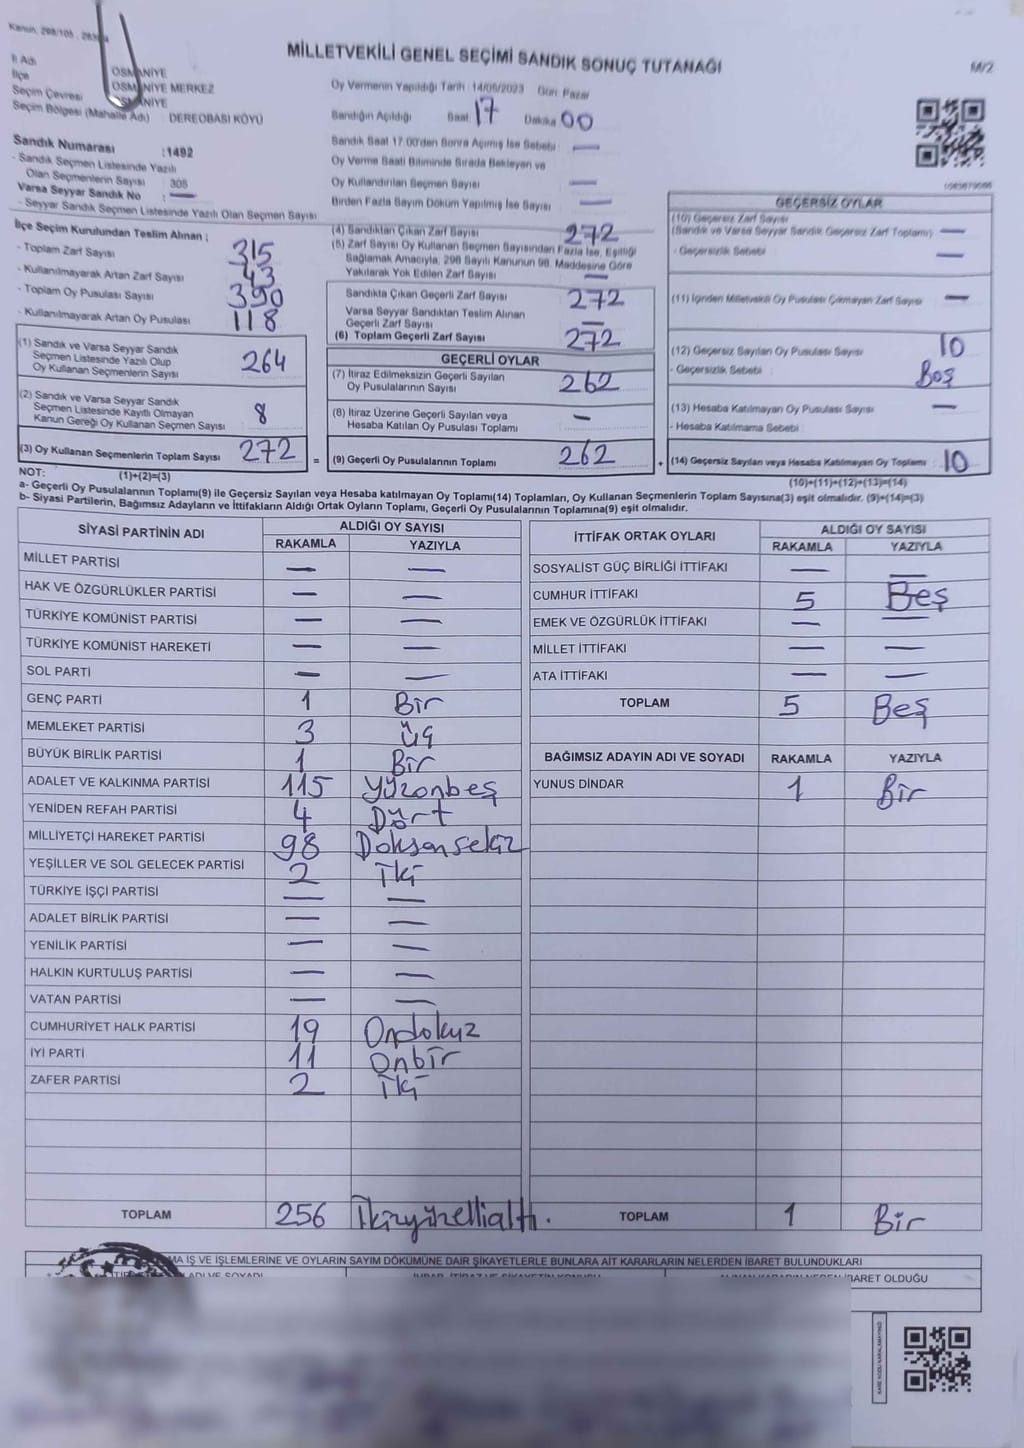 MİLLETVEKİLİ GENEL SEÇİMİ SANDIK SONUÇ TUTANAĞI
M/2
Kanun, 298/105
İl Adı OSMANİYE
İlçe OSMANİYE MERKEZ
Seçim Çevresi OSMANİYE
Seçim Bölgesi (Mahalle Adı) : DEREOBASI KÖYÜ
Sandık Numarası :1492
- Sandık Seçmen Listesinde Yazılı
Olan Seçmenlerin Sayısı : 305
Varsa Seyyar Sandık No : —
- Seyyar Sandık Seçmen Listesinde Yazılı Olan Seçmen Sayısı
Oy Vermenin Yapıldığı Tarih :14/05/2023 Gün: Pazar
Sandığın Açıldığı Saat 17 Dakika 00
Sandık Saat 17.00'den Sonra Açılmış İse Sebebi : —
Oy Verme Saati Bitiminde Sırada Bekleyen ve
Oy Kullandırılan Seçmen Sayısı —
Birden Fazla Sayım Döküm Yapılmış İse Sayısı —
İlçe Seçim Kurulundan Teslim Alınan ;
- Toplam Zarf Sayısı 315
- Kullanılmayarak Artan Zarf Sayısı 43
- Toplam Oy Pusulası Sayısı 390
- Kullanılmayarak Artan Oy Pusulası 118
(1) Sandık ve Varsa Seyyar Sandık
Seçmen Listesinde Yazılı Olup
Oy Kullanan Seçmenlerin Sayısı 264
(2) Sandık ve Varsa Seyyar Sandık
Seçmen Listesinde Kayıtlı Olmayan
Kanun Gereği Oy Kullanan Seçmen Sayısı 8
(3) Oy Kullanan Seçmenlerin Toplam Sayısı 272 =
(1)+(2)=(3)
(4) Sandıktan Çıkan Zarf Sayısı 272
(5) Zarf Sayısı Oy Kullanan Seçmen Sayısından Fazla İse, Eşitliği
Sağlamak Amacıyla, 298 Sayılı Kanunun 98. Maddesine Göre
Yakılarak Yok Edilen Zarf Sayısı —
Sandıkta Çıkan Geçerli Zarf Sayısı 272
Varsa Seyyar Sandıktan Teslim Alınan
Geçerli Zarf Sayısı —
(6) Toplam Geçerli Zarf Sayısı 272
GEÇERLİ OYLAR
(7) İtiraz Edilmeksizin Geçerli Sayılan
Oy Pusulalarının Sayısı 262
(8) İtiraz Üzerine Geçerli Sayılan veya
Hesaba Katılan Oy Pusulası Toplamı —
(9) Geçerli Oy Pusulalarının Toplamı 262 +
GEÇERSİZ OYLAR
(10) Geçersiz Zarf Sayısı
(Sandık ve Varsa Seyyar Sandık Geçersiz Zarf Toplamı) —
- Geçersizlik Sebebi : —
(11) İçinden Milletvekili Oy Pusulası Çıkmayan Zarf Sayısı —
(12) Geçersiz Sayılan Oy Pusulası Sayısı 10
- Geçersizlik Sebebi : Boş
(13) Hesaba Katılmayan Oy Pusulası Sayısı —
- Hesaba Katılmama Sebebi :
(14) Geçersiz Sayılan veya Hesaba Katılmayan Oy Toplamı : 10
(10)+(11)+(12)+(13)=(14)
NOT:
a- Geçerli Oy Pusulalarının Toplamı(9) ile Geçersiz Sayılan veya Hesaba katılmayan Oy Toplamı(14) Toplamları, Oy Kullanan Seçmenlerin Toplam Sayısına(3) eşit olmalıdır. (9)+(14)=(3)
b- Siyasi Partilerin, Bağımsız Adayların ve İttifakların Aldığı Ortak Oyların Toplamı, Geçerli Oy Pusulalarının Toplamına(9) eşit olmalıdır.
SİYASİ PARTİNİN ADI ALDIĞI OY SAYISI
RAKAMLA YAZIYLA
MİLLET PARTİSİ — —
HAK VE ÖZGÜRLÜKLER PARTİSİ — —
TÜRKİYE KOMÜNİST PARTİSİ — —
TÜRKİYE KOMÜNİST HAREKETİ — —
SOL PARTİ — —
GENÇ PARTİ 1 Bir
MEMLEKET PARTİSİ 3 Üç
BÜYÜK BİRLİK PARTİSİ 1 Bir
ADALET VE KALKINMA PARTİSİ 115 Yüzonbeş
YENİDEN REFAH PARTİSİ 4 Dört
MİLLİYETÇİ HAREKET PARTİSİ 98 Doksansekiz
YEŞİLLER VE SOL GELECEK PARTİSİ 2 İki
TÜRKİYE İŞÇİ PARTİSİ — —
ADALET BİRLİK PARTİSİ — —
YENİLİK PARTİSİ — —
HALKIN KURTULUŞ PARTİSİ — —
VATAN PARTİSİ — —
CUMHURİYET HALK PARTİSİ 19 Ondokuz
İYİ PARTİ 11 Onbir
ZAFER PARTİSİ 2 İki
TOPLAM 256 İkiyüzellialtı.
İTTİFAK ORTAK OYLARI ALDIĞI OY SAYISI
RAKAMLA YAZIYLA
SOSYALİST GÜÇ BİRLİĞİ İTTİFAKI — —
CUMHUR İTTİFAKI 5 Beş
EMEK VE ÖZGÜRLÜK İTTİFAKI — —
MİLLET İTTİFAKI — —
ATA İTTİFAKI — —
TOPLAM 5 Beş
BAĞIMSIZ ADAYIN ADI VE SOYADI RAKAMLA YAZIYLA
YUNUS DİNDAR 1 Bir
TOPLAM 1 Bir
MA İŞ VE İŞLEMLERİNE VE OYLARIN SAYIM DÖKÜMÜNE DAİR ŞİKAYETLERLE BUNLARA AİT KARARLARIN NELERDEN İBARET BULUNDUKLARI
ADI VE SOYADI
İBARET OLDUĞU